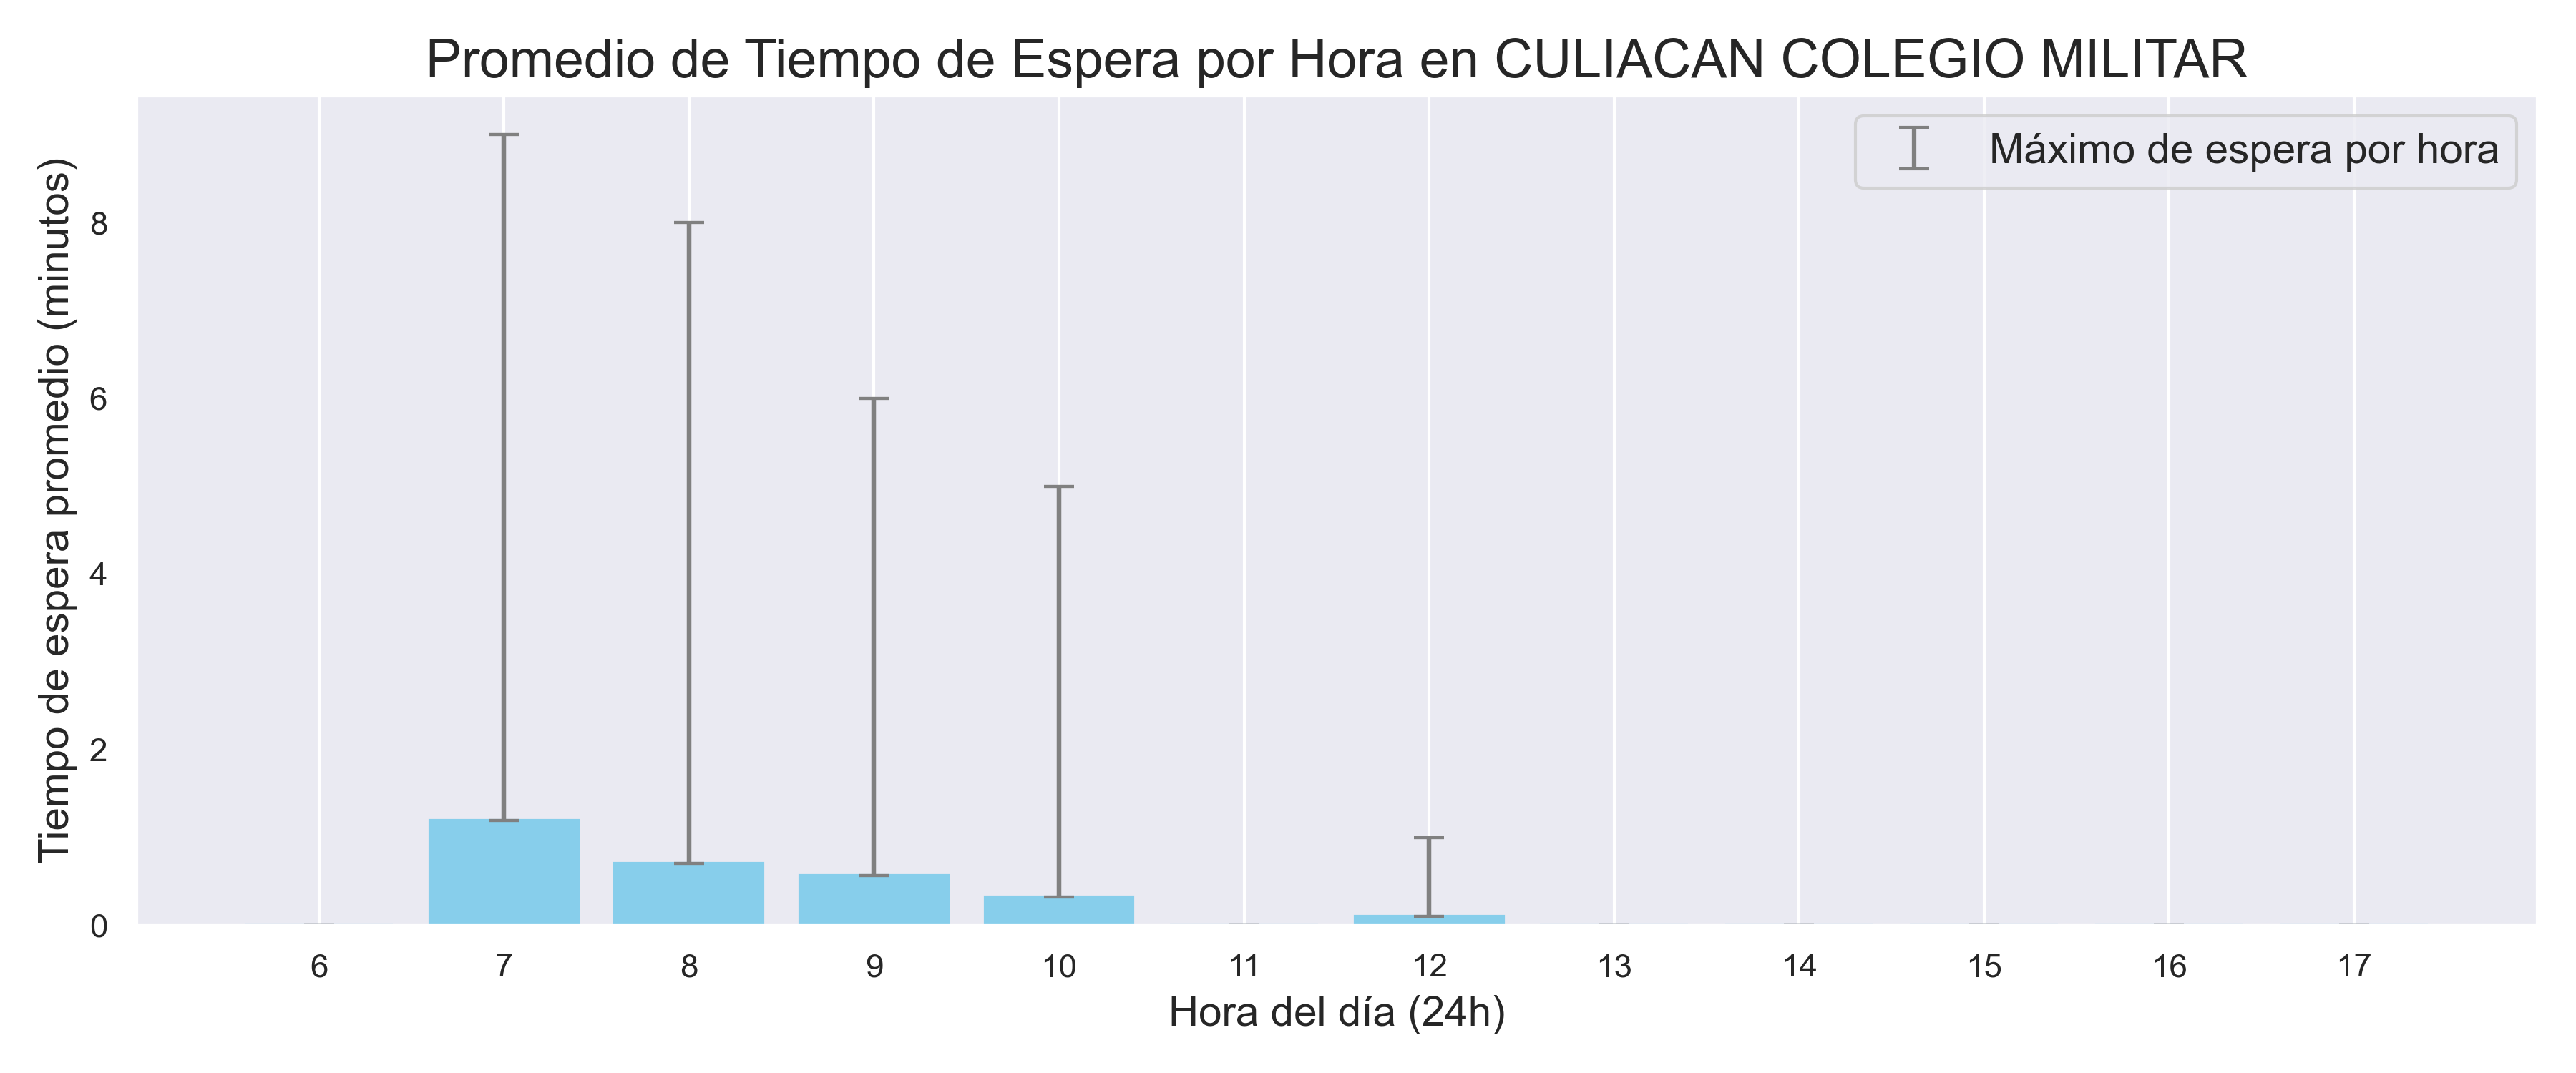 Promedio de Tiempo de Espera por Hora en CULIACAN COLEGIO MILITAR
Máximo de espera por hora
Tiempo de espera promedio (minutos)
8
6
4
2
0
6 7 8 9 10 11 12 13 14 15 16 17
Hora del día (24h)